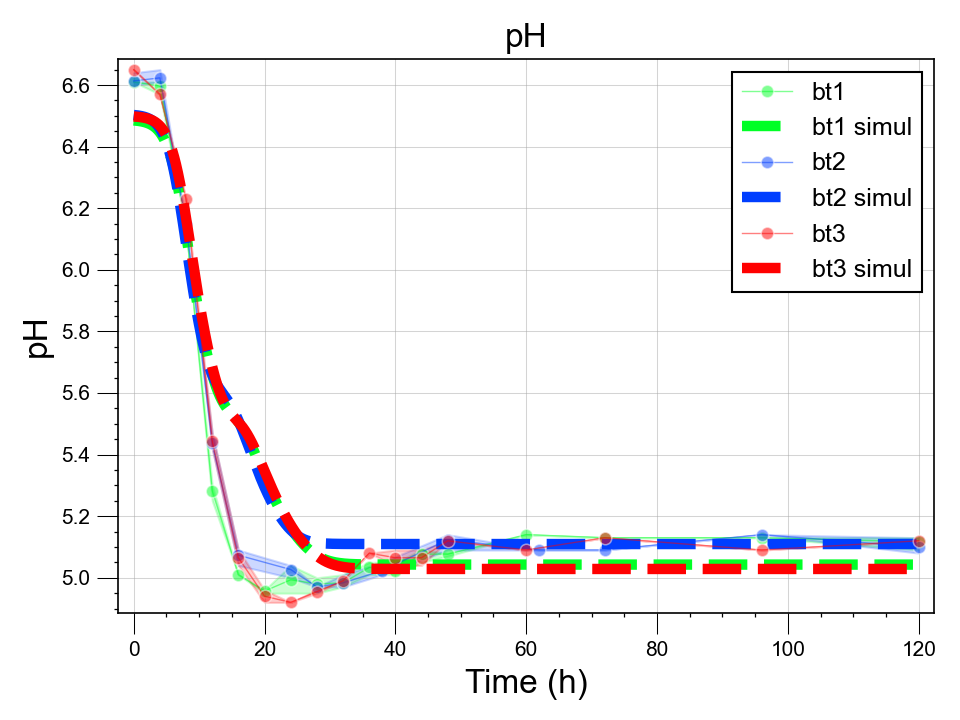 pH
6.6
6.4
6.2
6.0
5.8
5.6
5.4
5.2
5.0
pH
bt1
bt1 simul
bt2
bt2 simul
bt3
bt3 simul
0 20 40 60 80 100 120
Time (h)